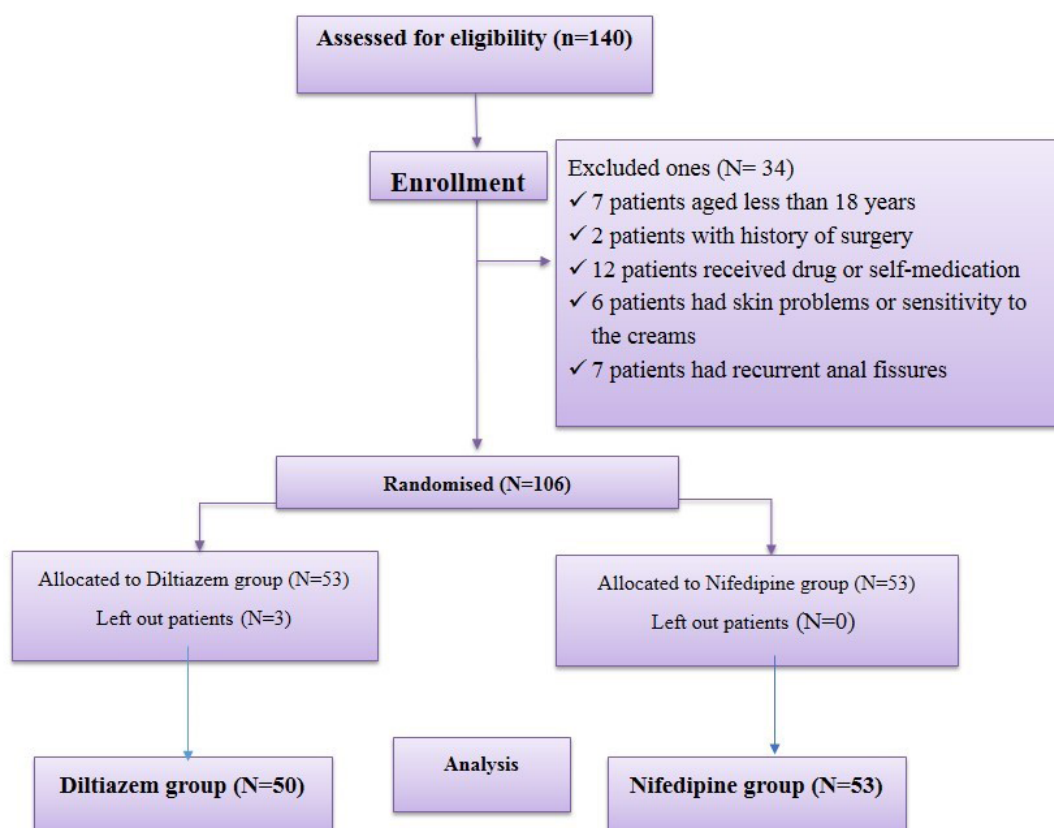 Assessed for eligibility (n=140)
Enrollment
Excluded ones (N= 34)
✓ 7 patients aged less than 18 years
✓ 2 patients with history of surgery
✓ 12 patients received drug or self-medication
✓ 6 patients had skin problems or sensitivity to
the creams
✓ 7 patients had recurrent anal fissures
Randomised (N=106)
Allocated to Diltiazem group (N=53)
Left out patients (N=3)
Allocated to Nifedipine group (N=53)
Left out patients (N=0)
Diltiazem group (N=50)
Analysis
Nifedipine group (N=53)